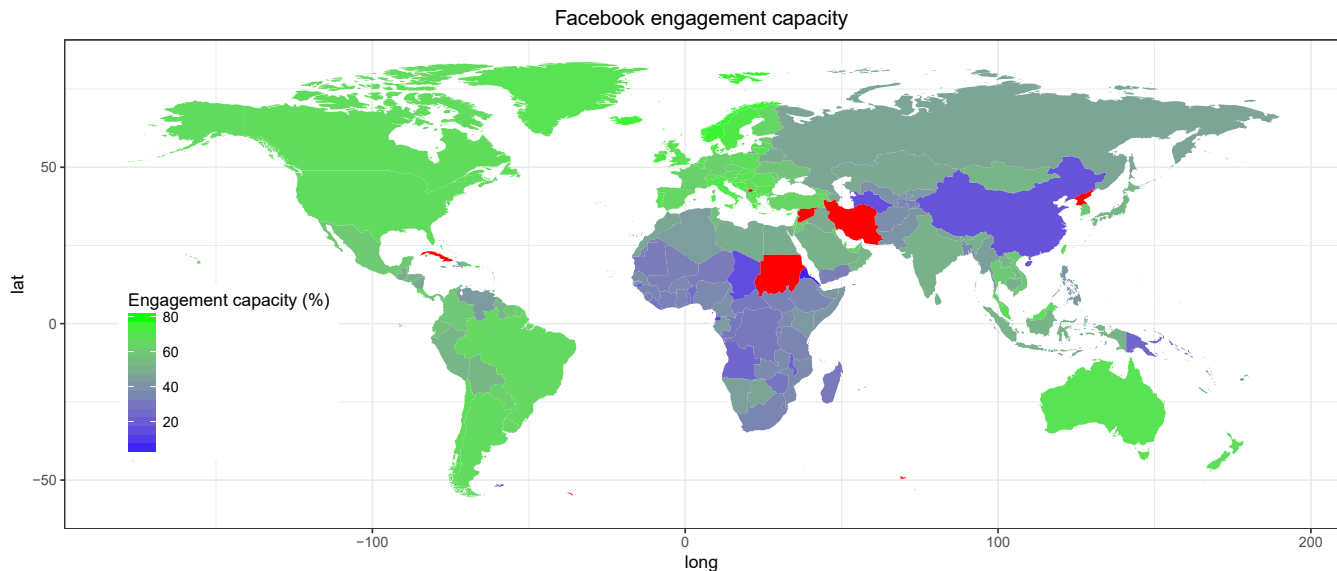 Facebook engagement capacity
lat
50
0
−50
Engagement capacity (%)
80
60
40
20
−100
0
100
200
long